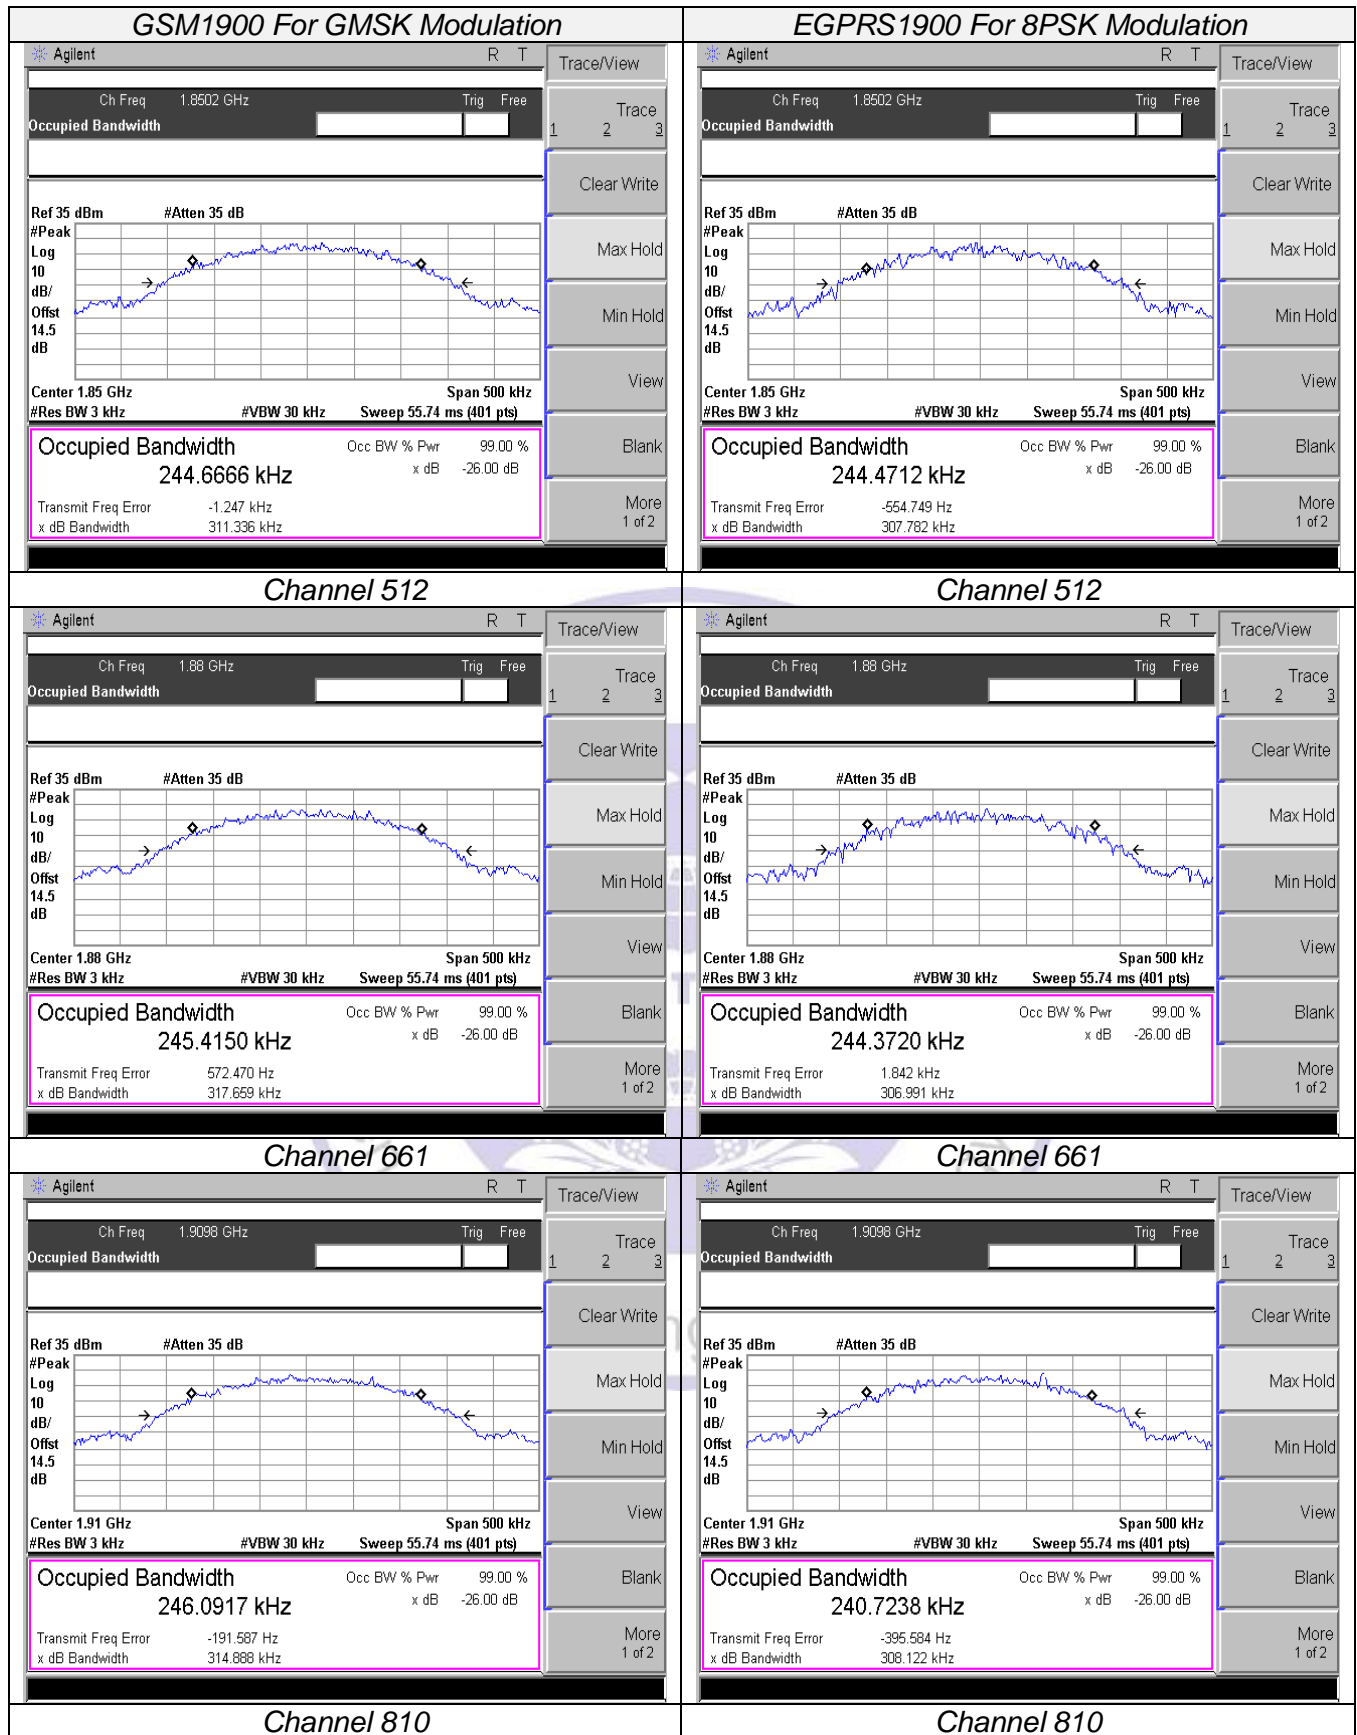 GSM1900 For GMSK Modulation
EGPRS1900 For 8PSK Modulation
Agilent R T
Trace/View
Ch Freq 1.8502 GHz Trig Free
Occupied Bandwidth
Trace
1 2 3
Clear Write
Ref 35 dBm #Atten 35 dB
#Peak
Log
10
dB/
Offst
14.5
dB
Max Hold
Min Hold
View
Center 1.85 GHz Span 500 kHz
#Res BW 3 kHz #VBW 30 kHz Sweep 55.74 ms (401 pts)
Occupied Bandwidth Occ BW % Pwr 99.00 %
244.6666 kHz x dB -26.00 dB
Blank
Transmit Freq Error -1.247 kHz
x dB Bandwidth 311.336 kHz
More
1 of 2
Agilent R T
Trace/View
Ch Freq 1.8502 GHz Trig Free
Occupied Bandwidth
Trace
1 2 3
Clear Write
Ref 35 dBm #Atten 35 dB
#Peak
Log
10
dB/
Offst
14.5
dB
Max Hold
Min Hold
View
Center 1.85 GHz Span 500 kHz
#Res BW 3 kHz #VBW 30 kHz Sweep 55.74 ms (401 pts)
Occupied Bandwidth Occ BW % Pwr 99.00 %
244.4712 kHz x dB -26.00 dB
Blank
Transmit Freq Error -554.749 Hz
x dB Bandwidth 307.782 kHz
More
1 of 2
Channel 512
Channel 512
Agilent R T
Trace/View
Ch Freq 1.88 GHz Trig Free
Occupied Bandwidth
Trace
1 2 3
Clear Write
Ref 35 dBm #Atten 35 dB
#Peak
Log
10
dB/
Offst
14.5
dB
Max Hold
Min Hold
View
Center 1.88 GHz Span 500 kHz
#Res BW 3 kHz #VBW 30 kHz Sweep 55.74 ms (401 pts)
Occupied Bandwidth Occ BW % Pwr 99.00 %
245.4150 kHz x dB -26.00 dB
Blank
Transmit Freq Error 572.470 Hz
x dB Bandwidth 317.659 kHz
More
1 of 2
Agilent R T
Trace/View
Ch Freq 1.88 GHz Trig Free
Occupied Bandwidth
Trace
1 2 3
Clear Write
Ref 35 dBm #Atten 35 dB
#Peak
Log
10
dB/
Offst
14.5
dB
Max Hold
Min Hold
View
Center 1.88 GHz Span 500 kHz
#Res BW 3 kHz #VBW 30 kHz Sweep 55.74 ms (401 pts)
Occupied Bandwidth Occ BW % Pwr 99.00 %
244.3720 kHz x dB -26.00 dB
Blank
Transmit Freq Error 1.842 kHz
x dB Bandwidth 306.991 kHz
More
1 of 2
Channel 661
Channel 661
Agilent R T
Trace/View
Ch Freq 1.9098 GHz Trig Free
Occupied Bandwidth
Trace
1 2 3
Clear Write
Ref 35 dBm #Atten 35 dB
#Peak
Log
10
dB/
Offst
14.5
dB
Max Hold
Min Hold
View
Center 1.91 GHz Span 500 kHz
#Res BW 3 kHz #VBW 30 kHz Sweep 55.74 ms (401 pts)
Occupied Bandwidth Occ BW % Pwr 99.00 %
246.0917 kHz x dB -26.00 dB
Blank
Transmit Freq Error -191.587 Hz
x dB Bandwidth 314.888 kHz
More
1 of 2
Agilent R T
Trace/View
Ch Freq 1.9098 GHz Trig Free
Occupied Bandwidth
Trace
1 2 3
Clear Write
Ref 35 dBm #Atten 35 dB
#Peak
Log
10
dB/
Offst
14.5
dB
Max Hold
Min Hold
View
Center 1.91 GHz Span 500 kHz
#Res BW 3 kHz #VBW 30 kHz Sweep 55.74 ms (401 pts)
Occupied Bandwidth Occ BW % Pwr 99.00 %
240.7238 kHz x dB -26.00 dB
Blank
Transmit Freq Error -395.584 Hz
x dB Bandwidth 308.122 kHz
More
1 of 2
Channel 810
Channel 810